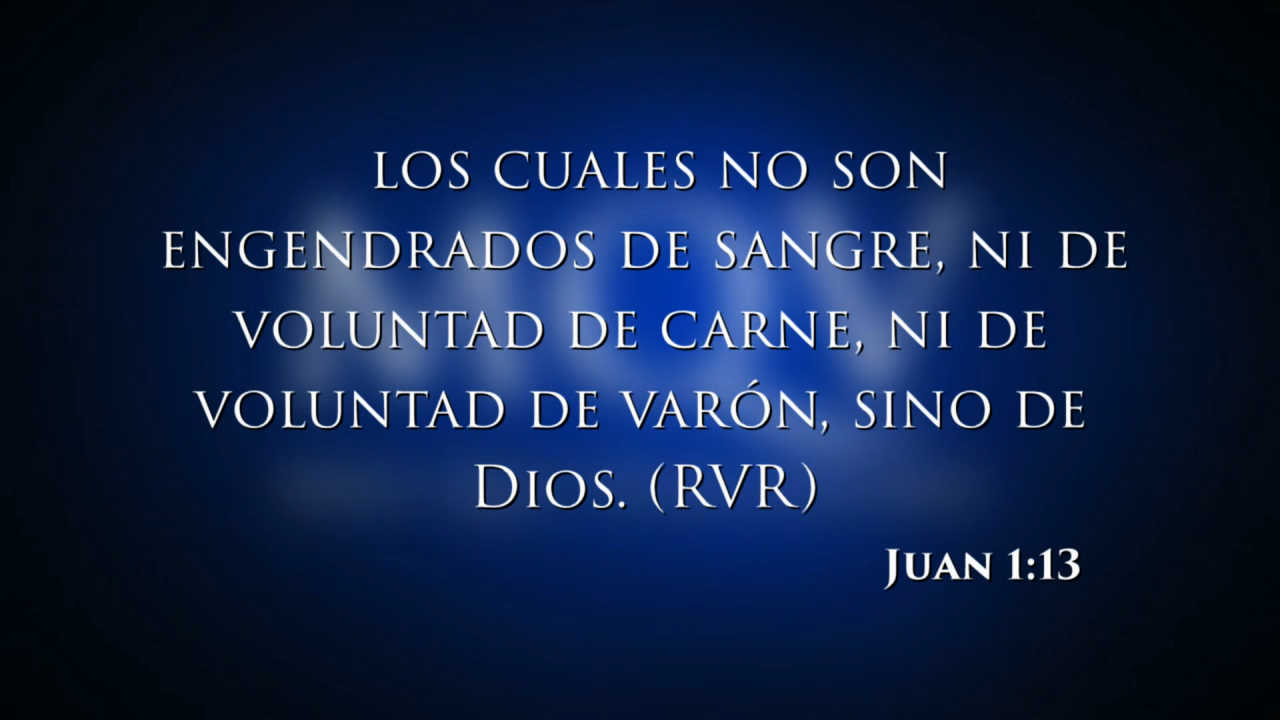 los cuales no son
engendrados de sangre, ni de
voluntad de carne, ni de
voluntad de varón, sino de
Dios. (RVR)
Juan 1:13